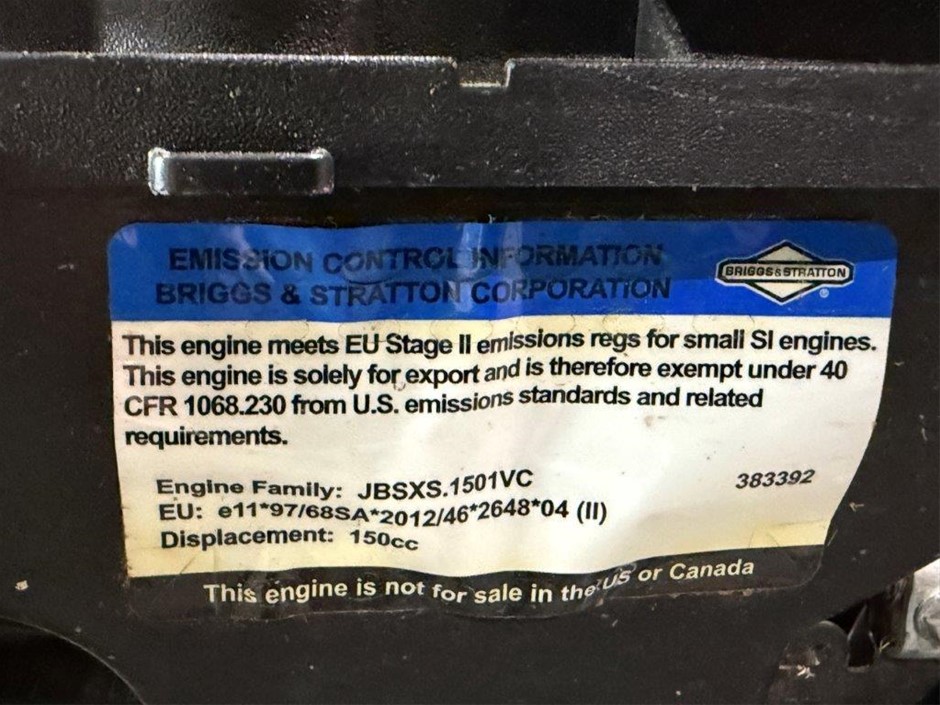 EMISSION CONTROL INFORMATION
BRIGGS & STRATTON CORPORATION
BRIGGS&STRATTON
®
This engine meets EU Stage II emissions regs for small SI engines.
This engine is solely for export and is therefore exempt under 40
CFR 1068.230 from U.S. emissions standards and related
requirements.
Engine Family: JBSXS.1501VC
383392
EU: e11*97/68SA*2012/46*2648*04 (II)
Displacement: 150cc
This engine is not for sale in the US or Canada